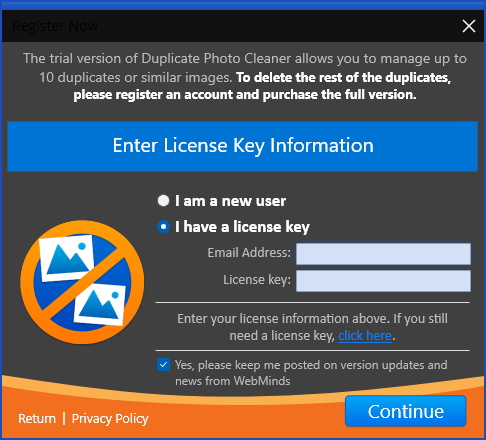 Register Now
The trial version of Duplicate Photo Cleaner allows you to manage up to
10 duplicates or similar images. To delete the rest of the duplicates,
please register an account and purchase the full version.
Enter License Key Information
I am a new user
I have a license key
Email Address:
License key:
Enter your license information above. If you still
need a license key, click here.
Yes, please keep me posted on version updates and
news from WebMinds
Return | Privacy Policy
Continue